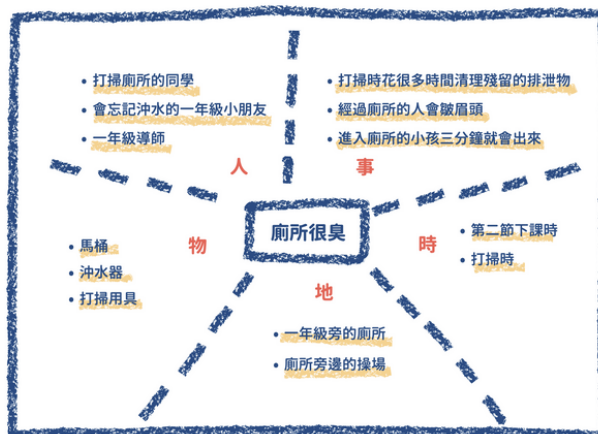 • 打掃廁所的同學
• 會忘記沖水的一年級小朋友
• 一年級導師
人
• 打掃時花很多時間清理殘留的排泄物
• 經過廁所的人會皺眉頭
• 進入廁所的小孩三分鐘就會出來
事
廁所很臭
物
• 馬桶
• 沖水器
• 打掃用具
時
• 第二節下課時
• 打掃時
地
• 一年級旁的廁所
• 廁所旁邊的操場